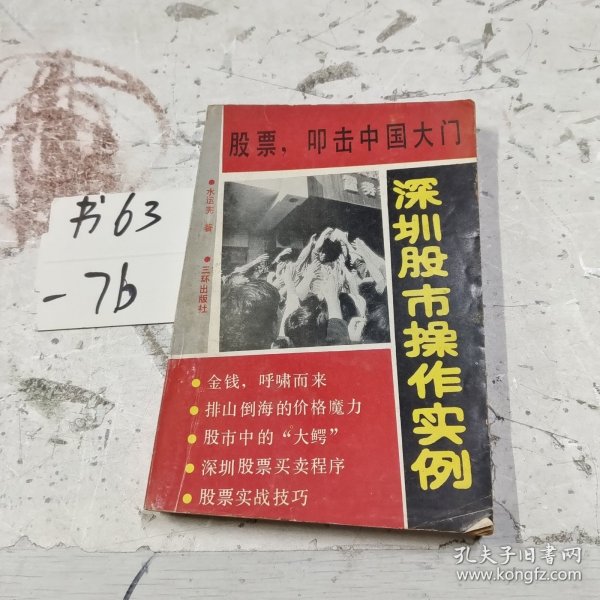 书63
-7b
股票，叩击中国大门
●水运宪 著
●三环出版社
深圳股市操作实例
●金钱，呼啸而来
●排山倒海的价格魔力
●股市中的“大鳄”
●深圳股票买卖程序
●股票实战技巧
孔夫子旧书网
www.kongfz.com